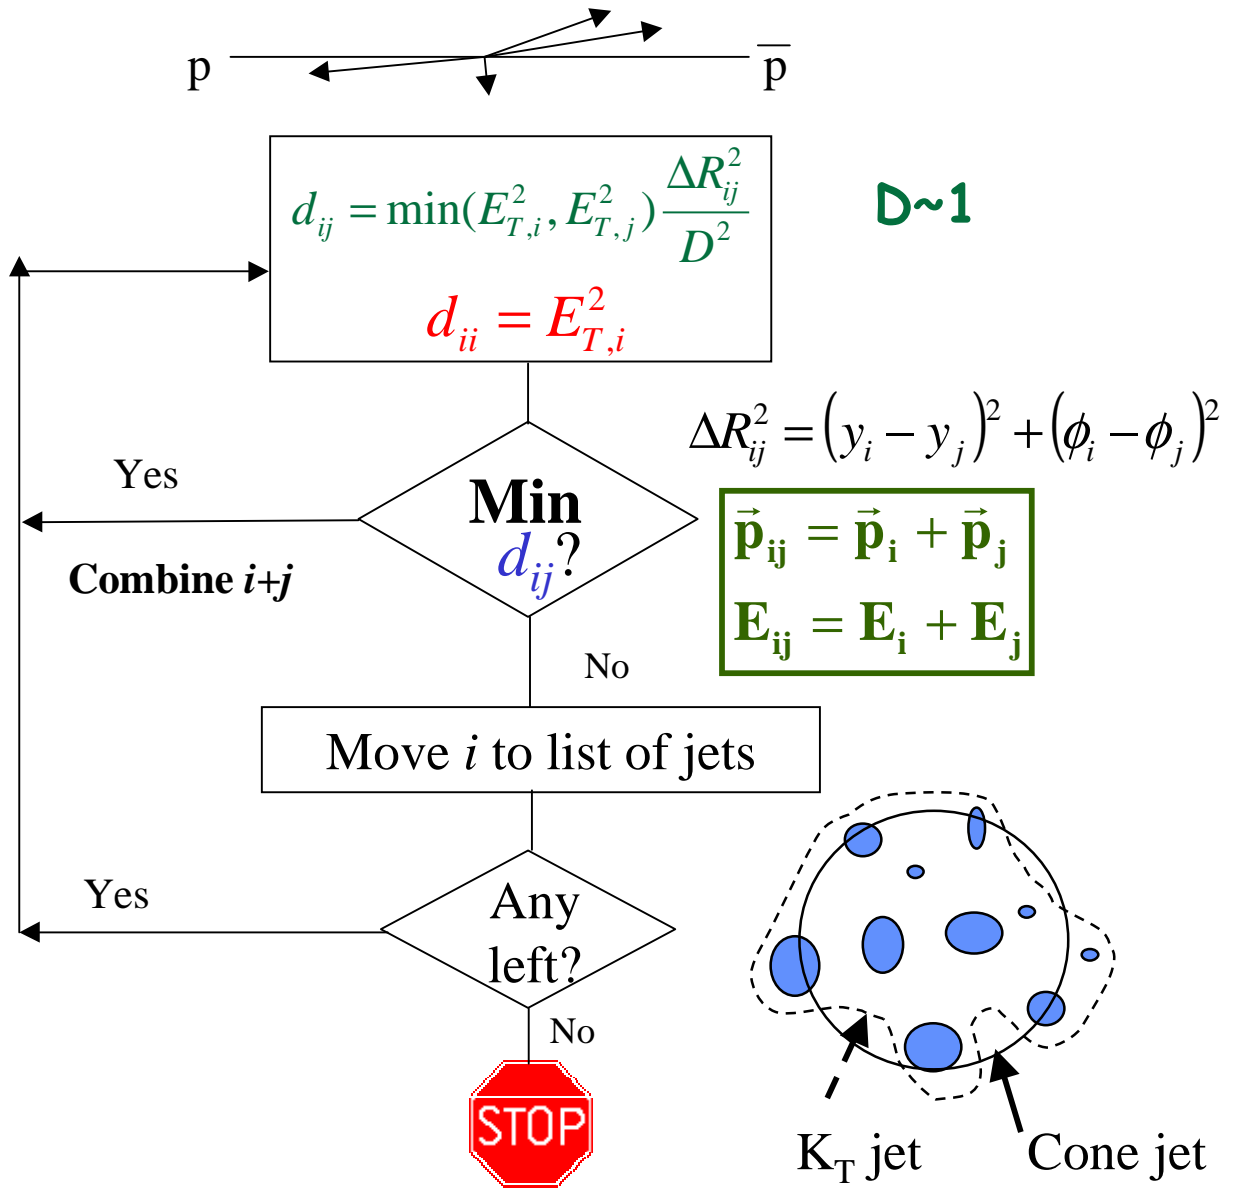 p p̅
d_ij = min(E²_T,i, E²_T,j) ΔR²_ij / D²
D~1
d_ii = E²_T,i
ΔR²_ij = (y_i − y_j)² + (ϕ_i − ϕ_j)²
Yes
Min
d_ij?
Combine i+j
p⃗_ij = p⃗_i + p⃗_j
E_ij = E_i + E_j
No
Move i to list of jets
Yes
Any
left?
No
STOP
K_T jet
Cone jet